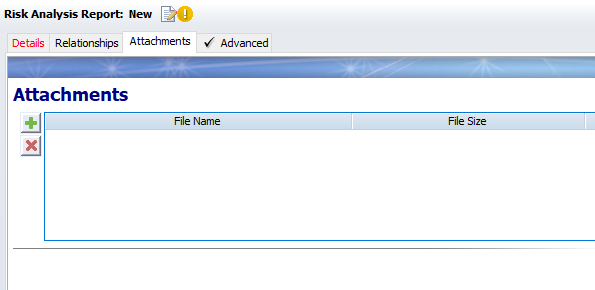 Risk Analysis Report: New
Details Relationships Attachments Advanced
Attachments
File Name File Size